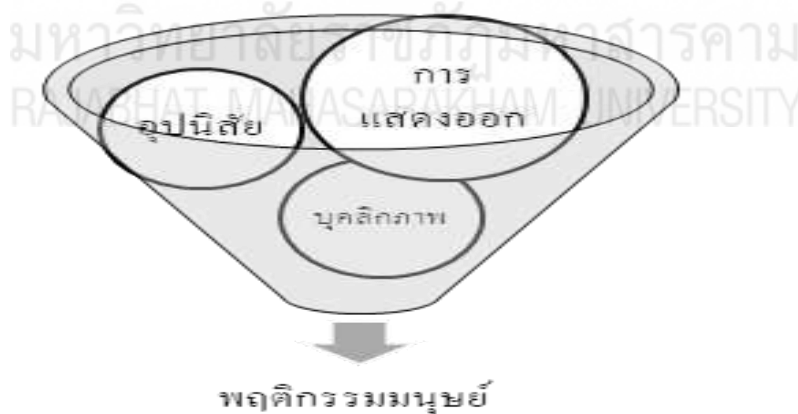 มหาวิทยาลัยราชภัฏมหาสารคาม
RAJABHAT MAHASARAKHAM UNIVERSITY
การ
แสดงออก
อุปนิสัย
บุคลิกภาพ
พฤติกรรมมนุษย์